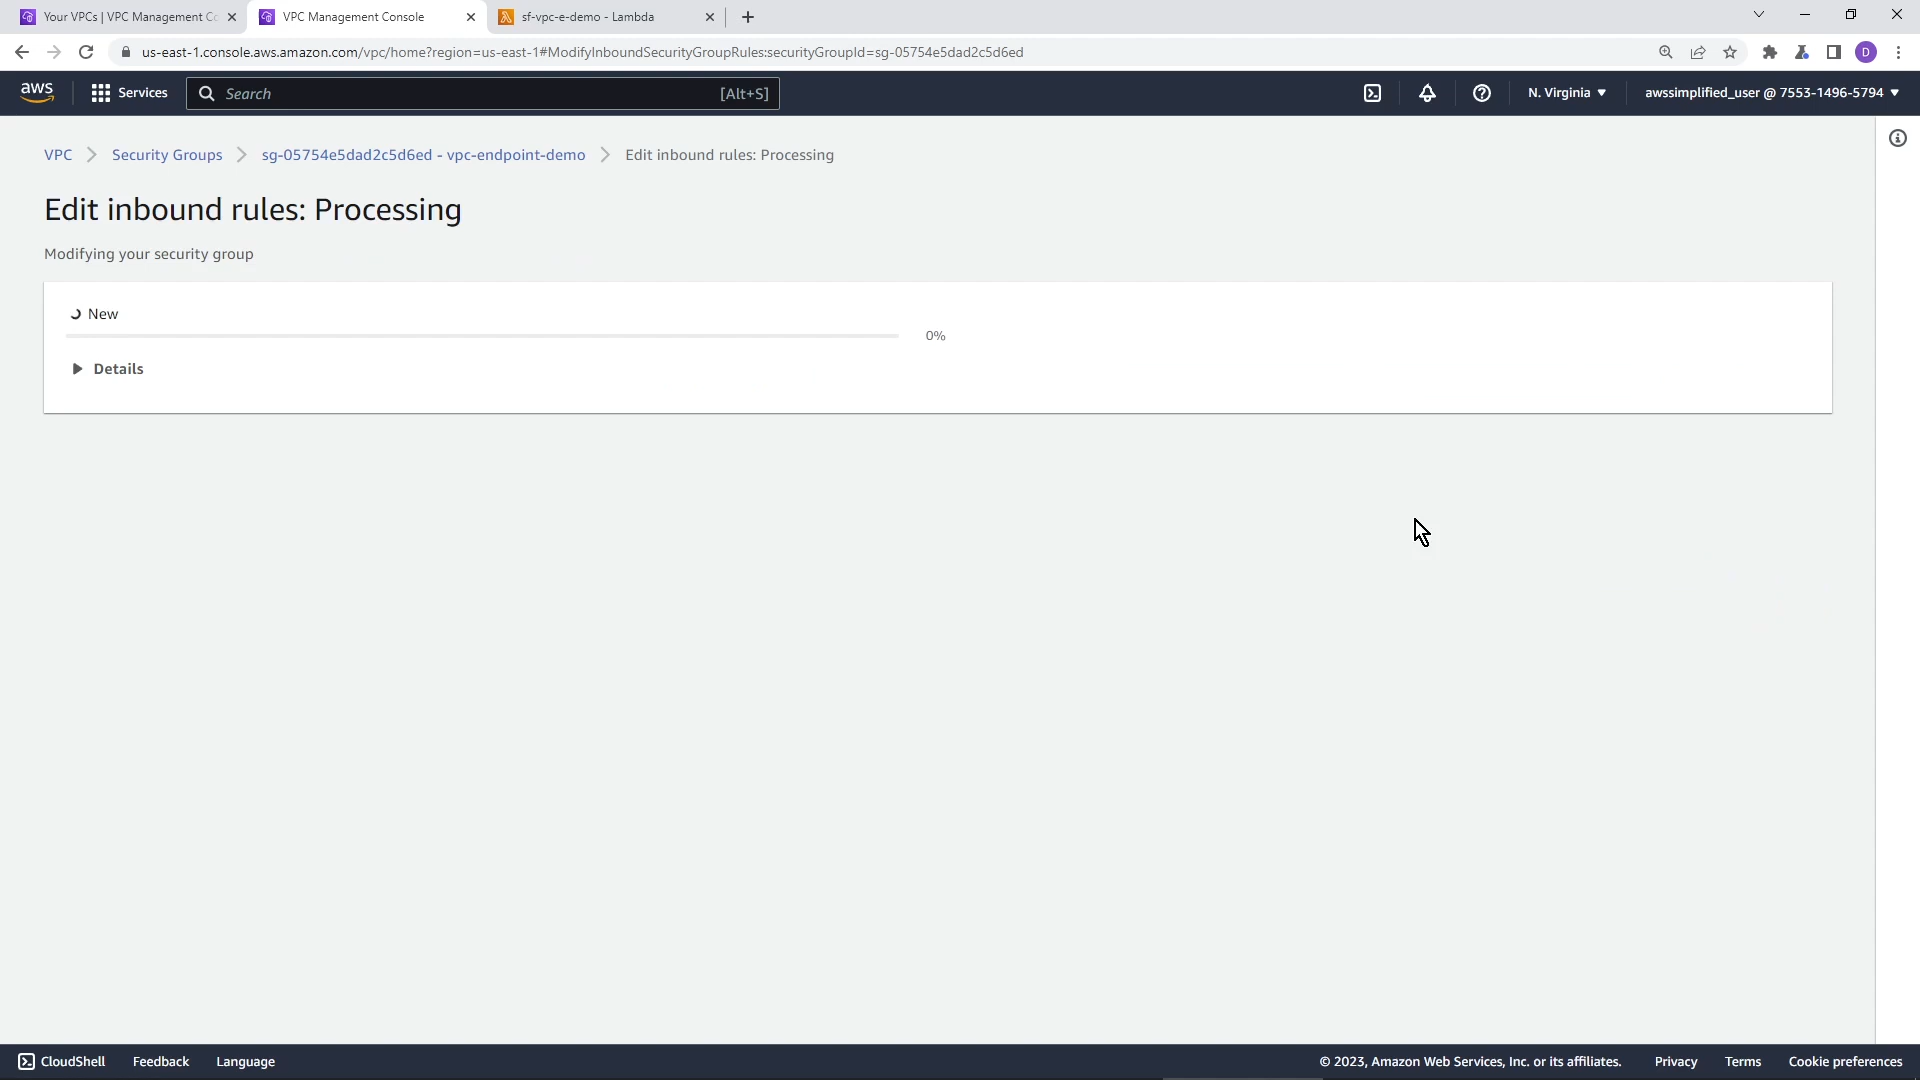 Your VPCs | VPC Management Co
VPC Management Console
sf-vpc-e-demo - Lambda
us-east-1.console.aws.amazon.com/vpc/home?region=us-east-1#ModifyInboundSecurityGroupRules:securityGroupId=sg-05754e5dad2c5d6ed
D
aws
Services
Search
[Alt+S]
N. Virginia
awssimplified_user @ 7553-1496-5794
VPC
Security Groups
sg-05754e5dad2c5d6ed - vpc-endpoint-demo
Edit inbound rules: Processing
Edit inbound rules: Processing
Modifying your security group
New
0%
Details
CloudShell
Feedback
Language
© 2023, Amazon Web Services, Inc. or its affiliates.
Privacy
Terms
Cookie preferences